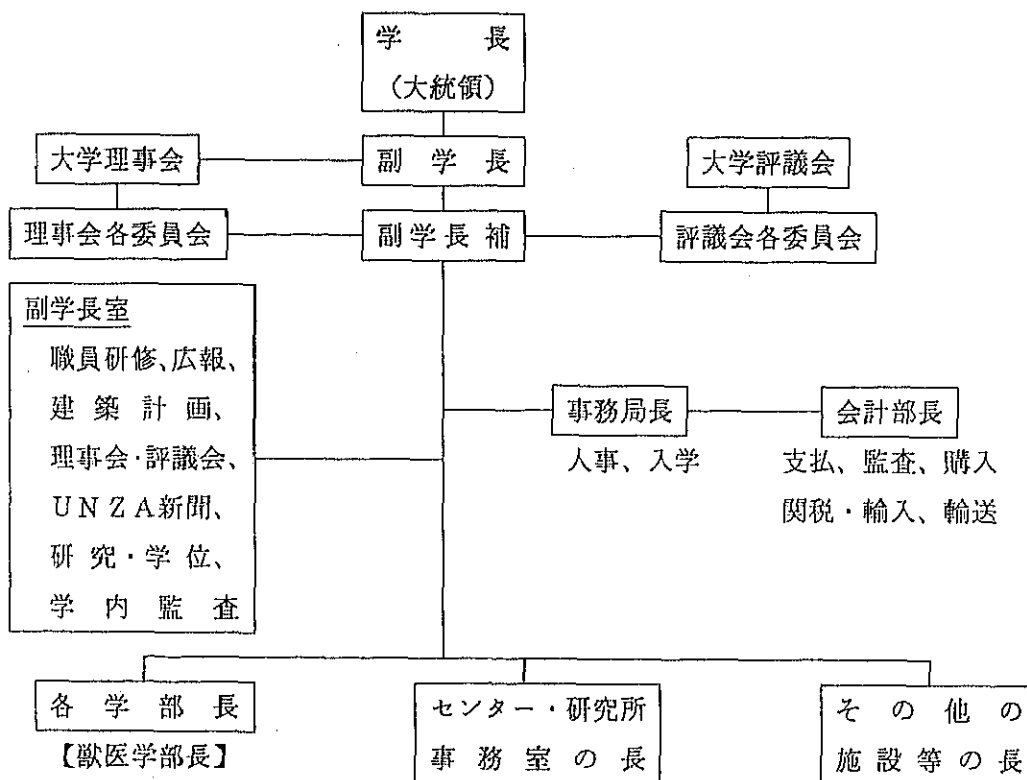 学長
(大統領)
大学理事会
副学長
大学評議会
理事会各委員会
副学長補
評議会各委員会
副学長室
職員研修、広報、
建築計画、
理事会・評議会、
UNZA新聞、
研究・学位、
学内監査
事務局長
会計部長
人事、入学
支払、監査、購入
関税・輸入、輸送
各学部長
【獣医学部長】
センター・研究所
事務室の長
その他の
施設等の長